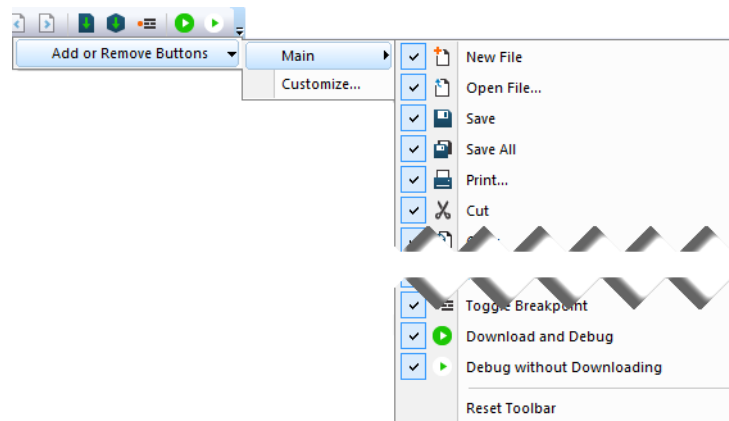 Add or Remove Buttons
Main
Customize...
New File
Open File...
Save
Save All
Print...
Cut
Toggle Breakpoint
Download and Debug
Debug without Downloading
Reset Toolbar